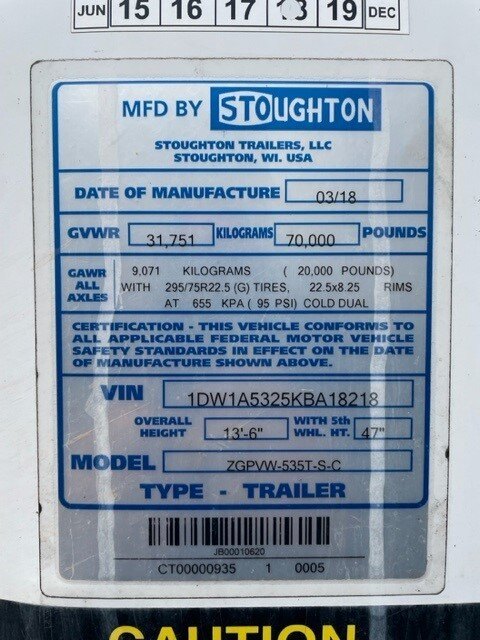 JUN 15 16 17 18 19 DEC
MFD BY STOUGHTON
STOUGHTON TRAILERS, LLC
STOUGHTON, WI. USA
DATE OF MANUFACTURE 03/18
GVWR 31,751 KILOGRAMS 70,000 POUNDS
GAWR ALL AXLES
9.071 KILOGRAMS ( 20,000 POUNDS)
WITH 295/75R22.5 (G) TIRES, 22.5x8.25 RIMS
AT 655 KPA ( 95 PSI) COLD DUAL
CERTIFICATION - THIS VEHICLE CONFORMS TO
ALL APPLICABLE FEDERAL MOTOR VEHICLE
SAFETY STANDARDS IN EFFECT ON THE DATE
OF MANUFACTURE SHOWN ABOVE.
VIN 1DW1A5325KBA18218
OVERALL HEIGHT 13'-6" WITH 5th WHL. HT. 47"
MODEL ZGPVW-535T-S-C
TYPE - TRAILER
JB00010620
CT00000935 1 0005
CAUTION